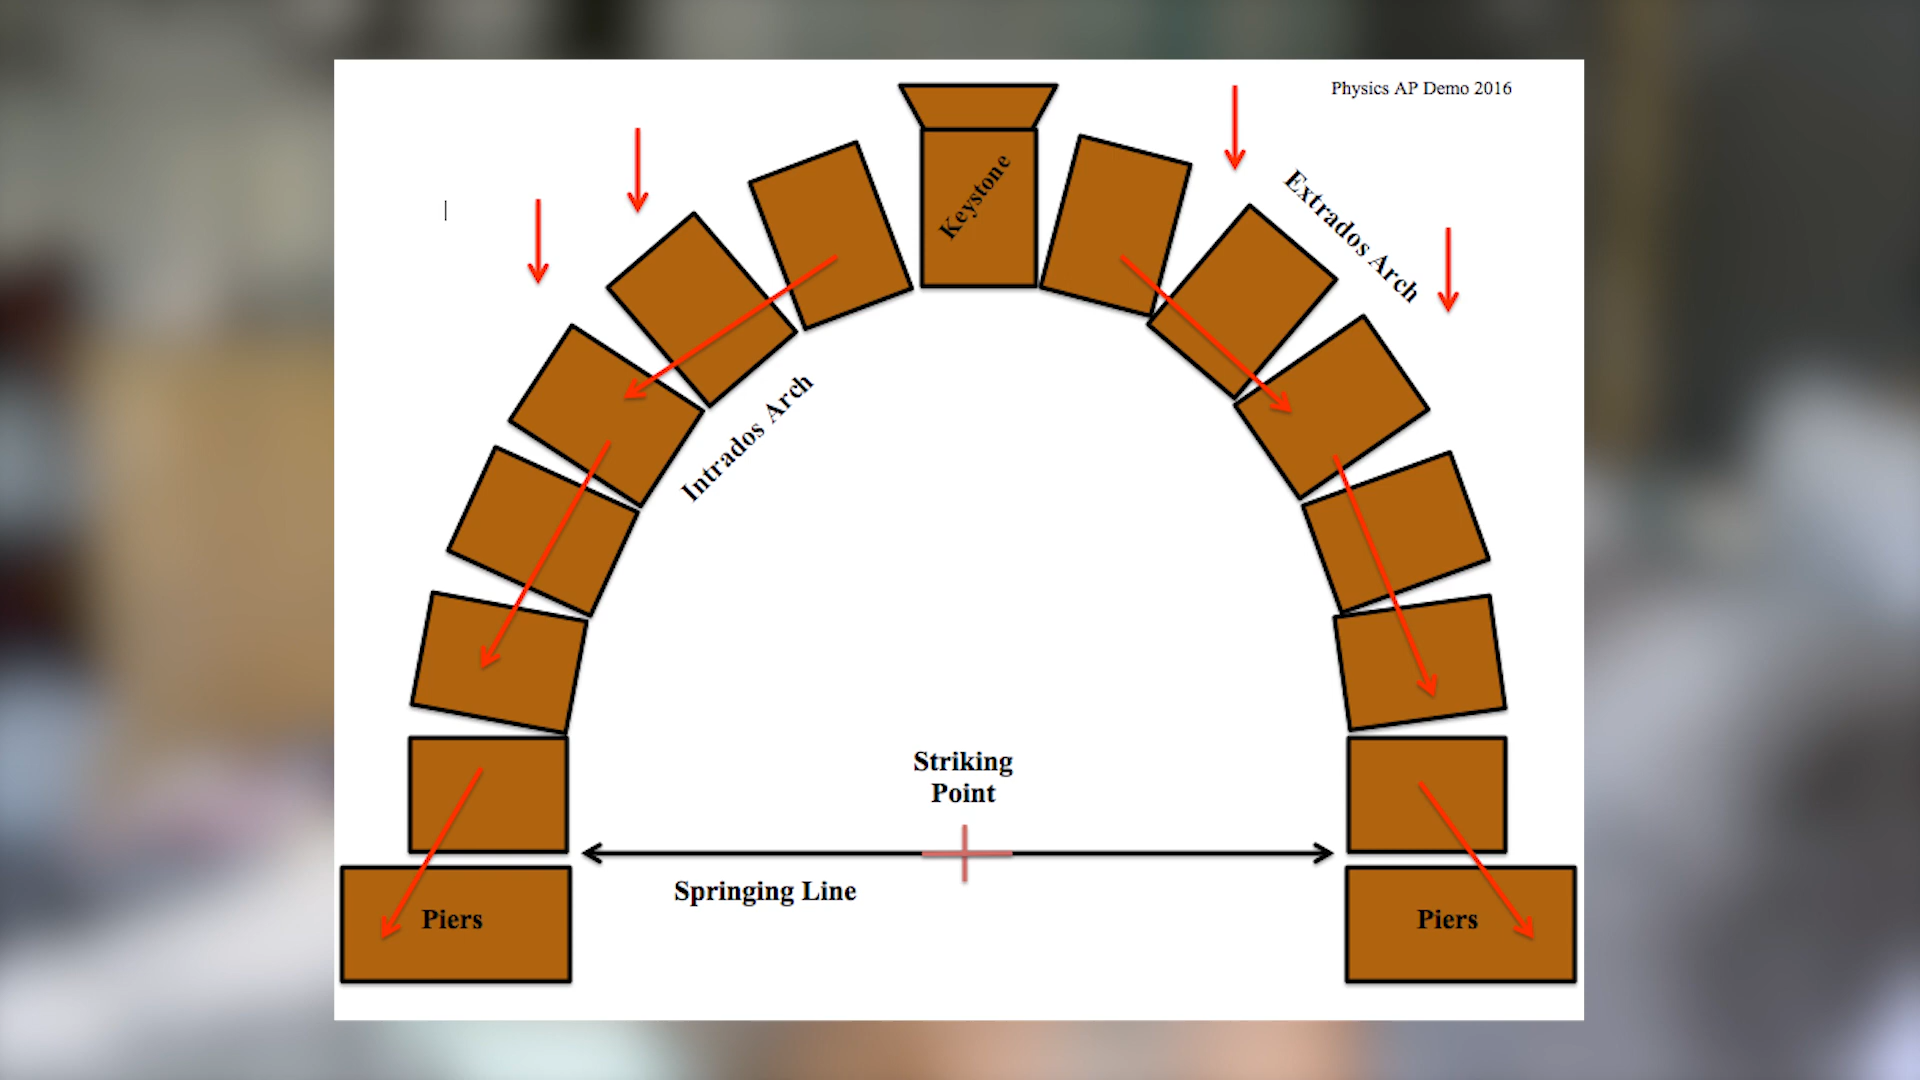 Physics AP Demo 2016
Keystone
Extrados Arch
Intrados Arch
Striking
Point
Springing Line
Piers
Piers